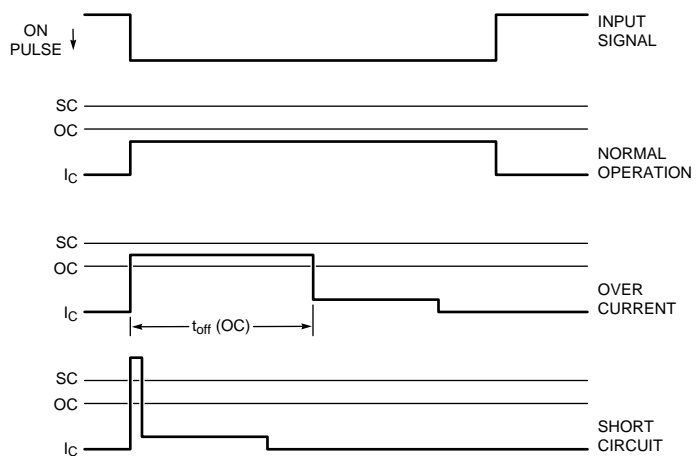 ON
PULSE
INPUT
SIGNAL
SC
OC
IC
NORMAL
OPERATION
SC
OC
IC
OVER
CURRENT
toff (OC)
SC
OC
IC
SHORT
CIRCUIT